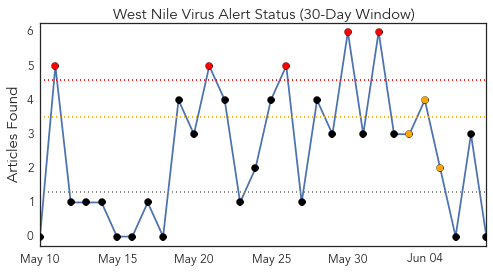 West Nile Virus Alert Status (30-Day Window)
Articles Found
6
5
4
3
2
1
0
May 10
May 15
May 20
May 25
May 30
Jun 04